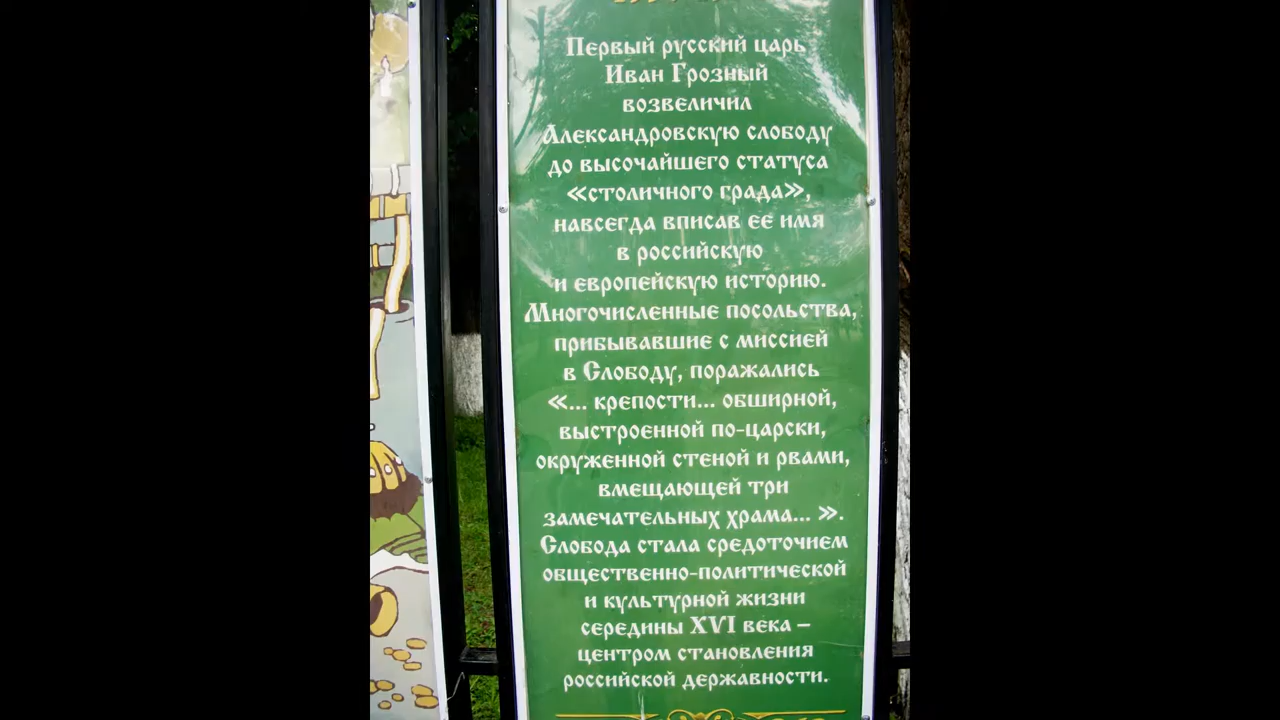 Первый русский царь
Иван Грозный
возвеличил
Александровскую слободу
до высочайшего статуса
«столичного града»,
навсегда вписав ее имя
в российскую
и европейскую историю.
Многочисленные посольства,
прибывавшие с миссией
в Слободу, поражались
«... крепости... обширной,
выстроенной по-царски,
окруженной стеной и рвами,
вмещающей три
замечательных храма... ».
Слобода стала средоточием
общественно-политической
и культурной жизни
середины XVI века –
центром становления
российской державности.